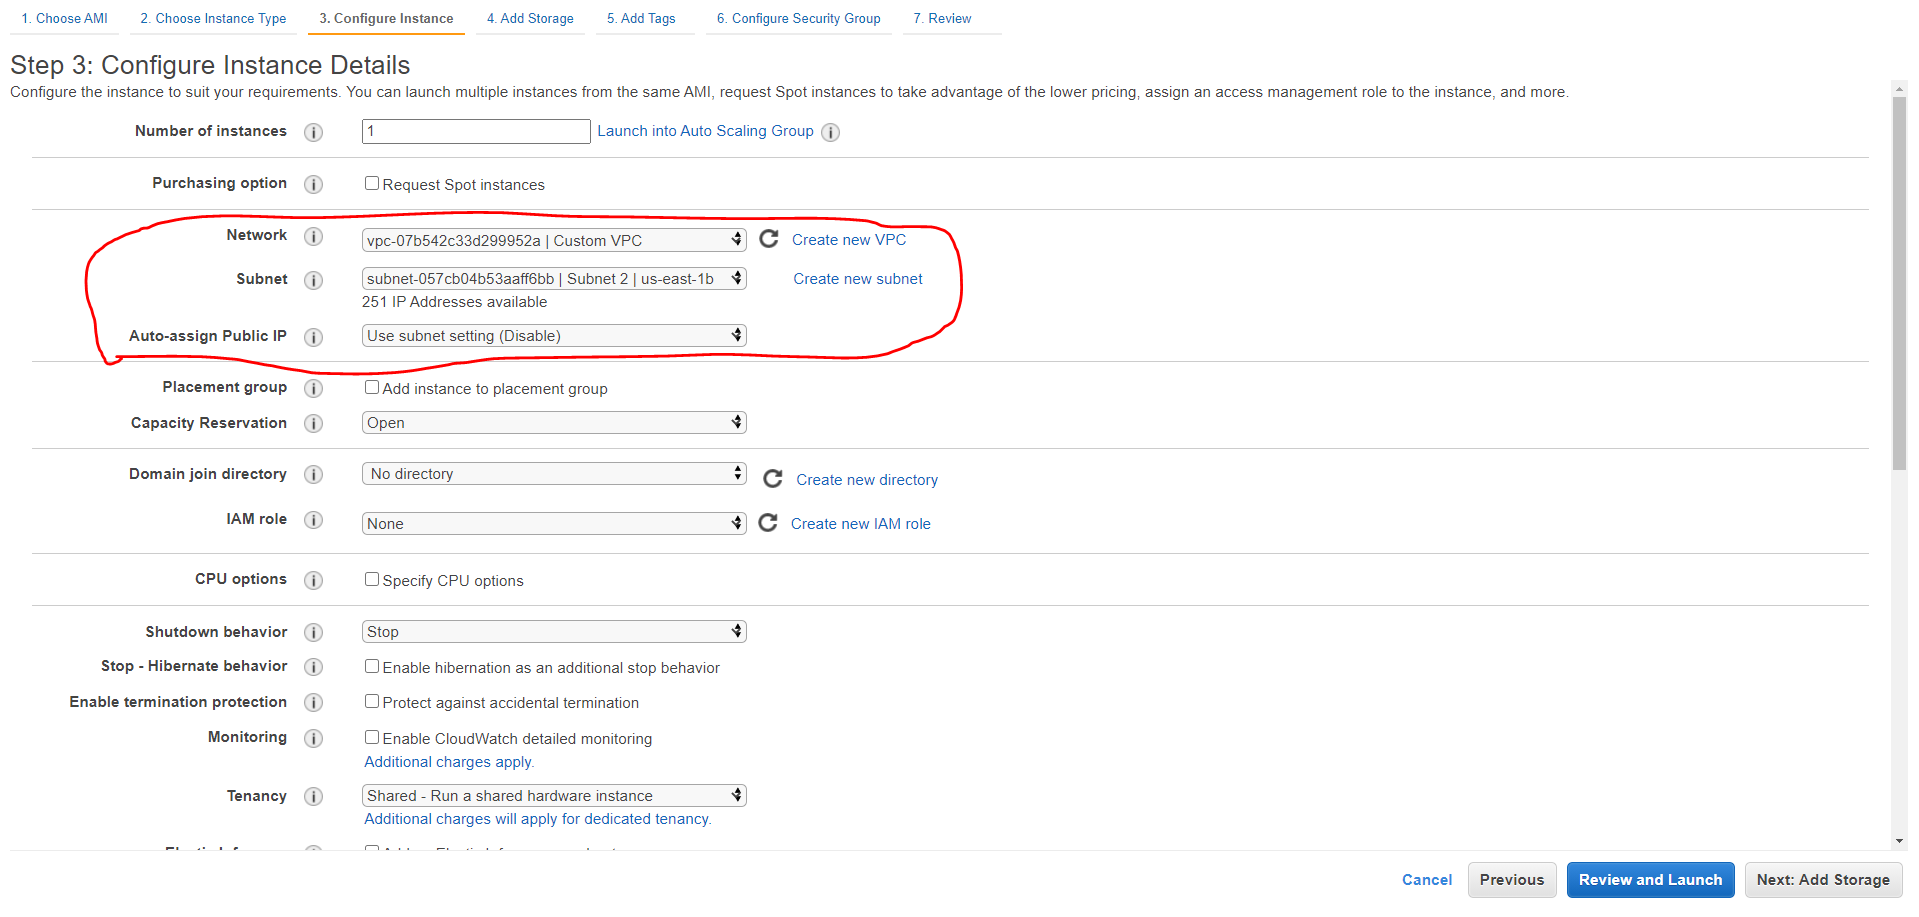 1. Choose AMI 2. Choose Instance Type 3. Configure Instance 4. Add Storage 5. Add Tags 6. Configure Security Group 7. Review
Step 3: Configure Instance Details
Configure the instance to suit your requirements. You can launch multiple instances from the same AMI, request Spot instances to take advantage of the lower pricing, assign an access management role to the instance, and more.
Number of instances i 1 Launch into Auto Scaling Group i
Purchasing option i Request Spot instances
Network i vpc-07b542c33d299952a | Custom VPC Create new VPC
Subnet i subnet-057cb04b53aaff6bb | Subnet 2 | us-east-1b Create new subnet
251 IP Addresses available
Auto-assign Public IP i Use subnet setting (Disable)
Placement group i Add instance to placement group
Capacity Reservation i Open
Domain join directory i No directory Create new directory
IAM role i None Create new IAM role
CPU options i Specify CPU options
Shutdown behavior i Stop
Stop - Hibernate behavior i Enable hibernation as an additional stop behavior
Enable termination protection i Protect against accidental termination
Monitoring i Enable CloudWatch detailed monitoring
Additional charges apply.
Tenancy i Shared - Run a shared hardware instance
Additional charges will apply for dedicated tenancy.
Cancel Previous Review and Launch Next: Add Storage